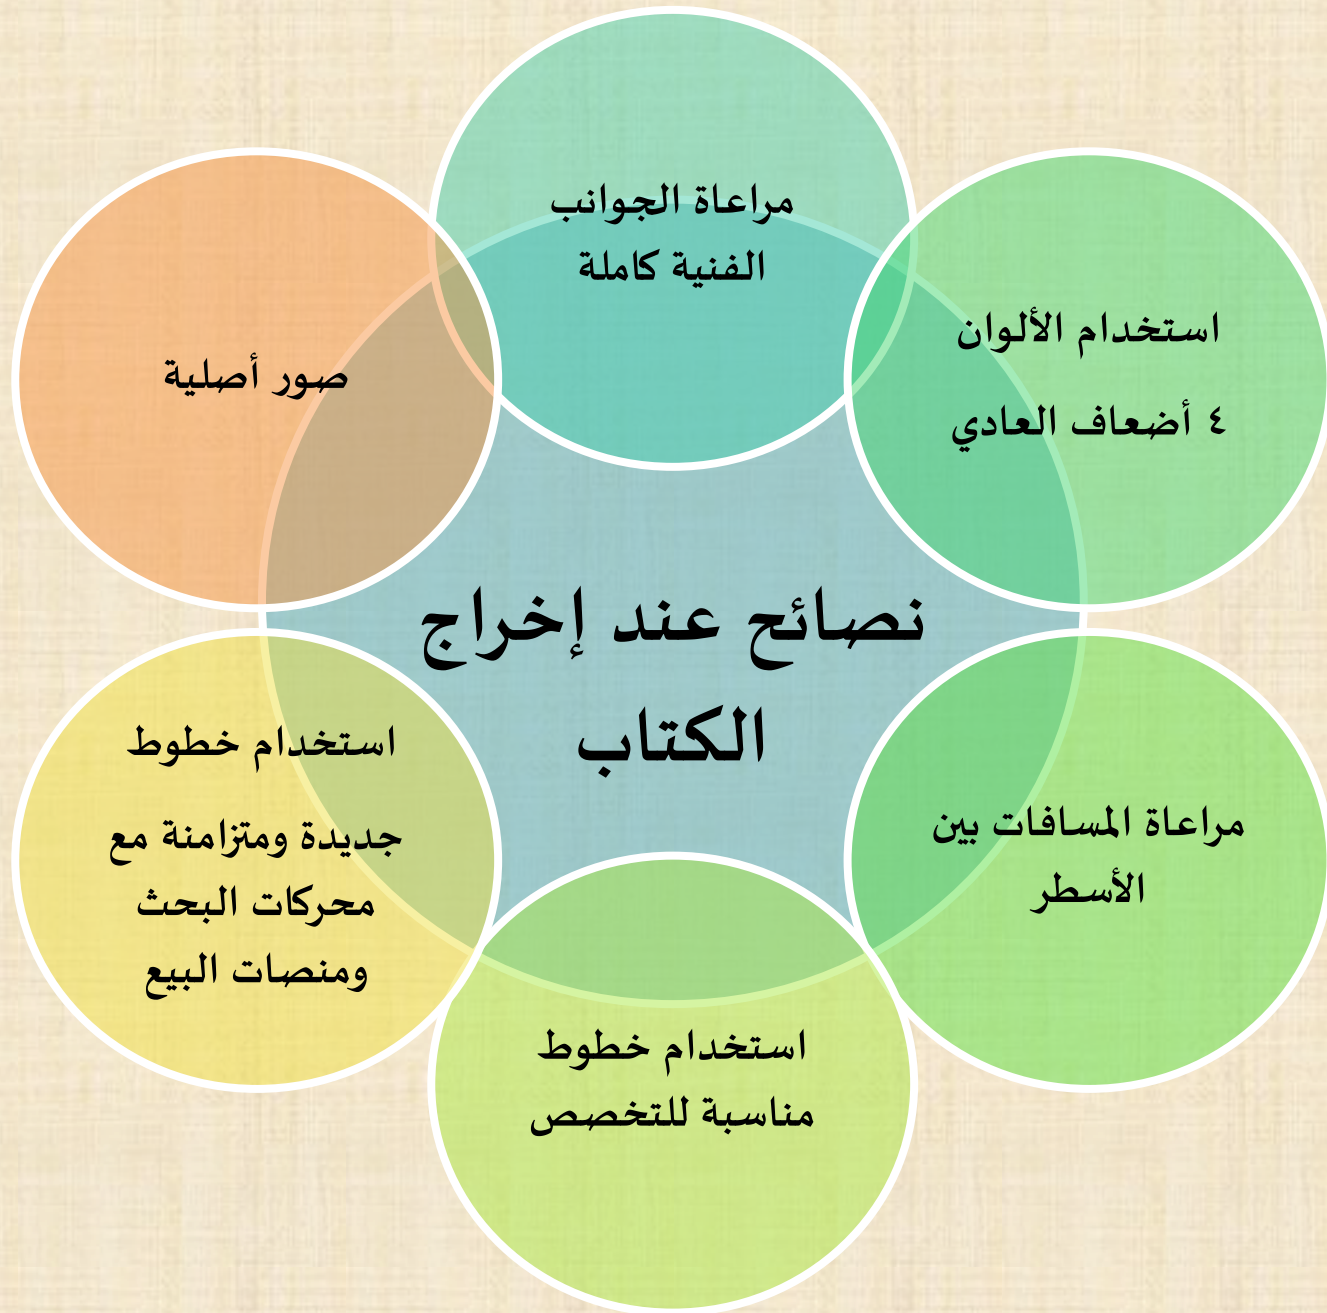 نصائح عند إخراج
الكتاب
مراعاة الجوانب
الفنية كاملة
استخدام الألوان
٤ أضعاف العادي
مراعاة المسافات بين
الأسطر
استخدام خطوط
مناسبة للتخصص
استخدام خطوط
جديدة ومتزامنة مع
محركات البحث
ومنصات البيع
صور أصلية